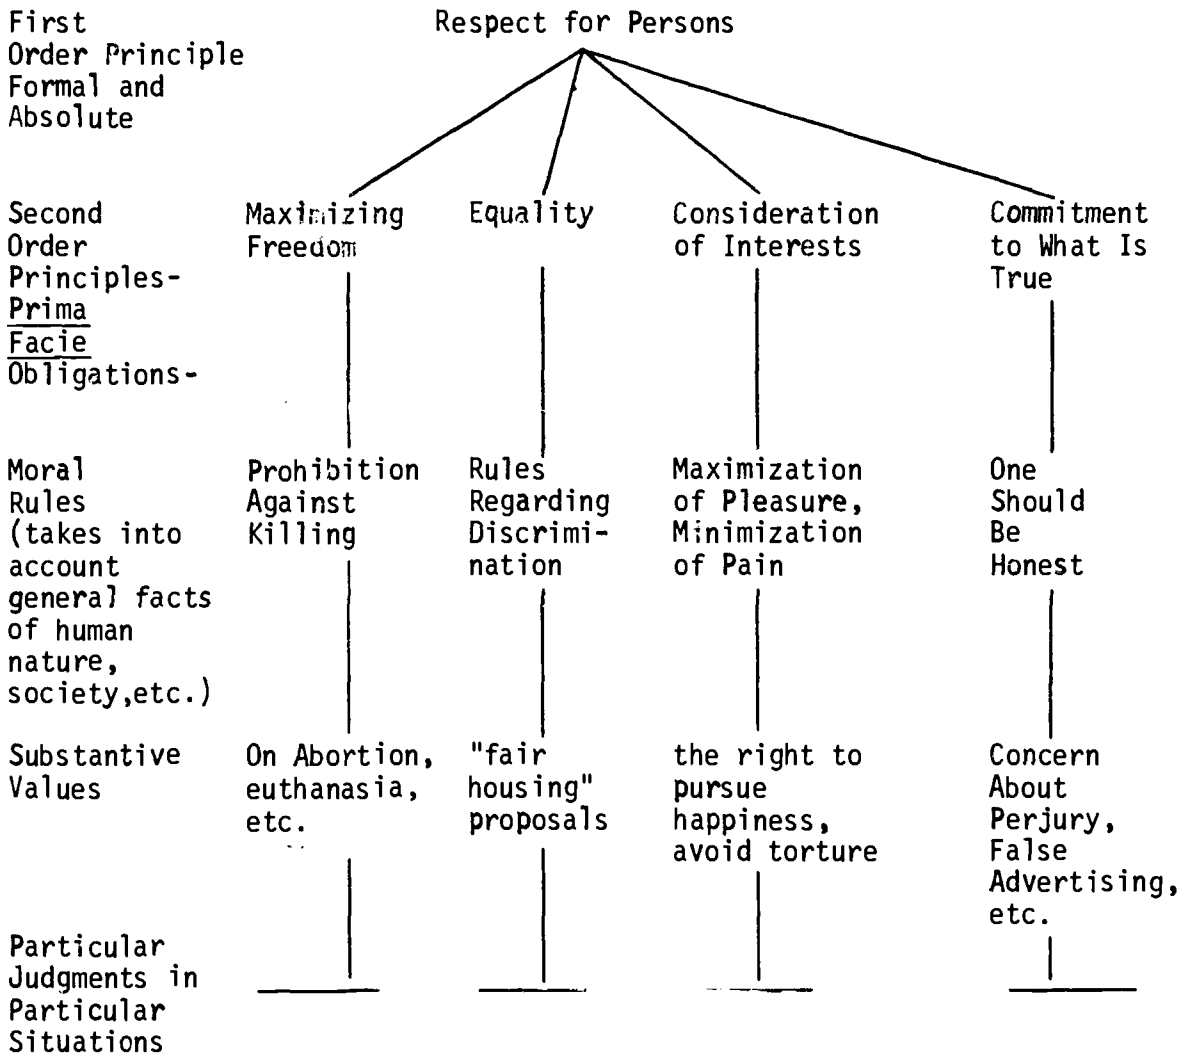 First
Order Principle
Formal and
Absolute
Respect for Persons
Second
Order
Principles-
Prima
Facie
Obligations-
Maximizing
Freedom
Equality
Consideration
of Interests
Commitment
to What Is
True
Moral
Rules
(takes into
account
general facts
of human
nature,
society,etc.)
Prohibition
Against
Killing
Rules
Regarding
Discrimi-
nation
Maximization
of Pleasure,
Minimization
of Pain
One
Should
Be
Honest
Substantive
Values
On Abortion,
euthanasia,
etc.
"fair
housing"
proposals
the right to
pursue
happiness,
avoid torture
Concern
About
Perjury,
False
Advertising,
etc.
Particular
Judgments in
Particular
Situations